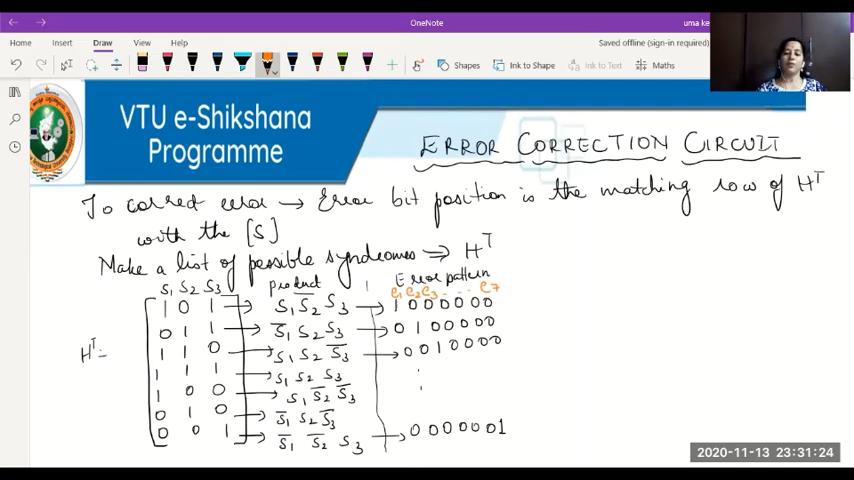 OneNote
uma ke
Home Insert Draw View Help
Saved offline (sign-in required)
Shapes Ink to Shape Ink to Text Maths
VTU e-Shikshana
Programme
ERROR CORRECTION CIRCUIT
To correct error → Error bit position is the matching row of Hᵀ
with the [S]
Make a list of possible syndromes ⇒ Hᵀ
S₁ S₂ S₃ product Error pattern
e₁ e₂ e₃ . . . e₇
1 0 1 → S₁ S̅₂ S₃ → 1 0 0 0 0 0 0
0 1 1 → S̅₁ S₂ S₃ → 0 1 0 0 0 0 0
Hᵀ= 1 1 0 → S₁ S₂ S̅₃ → 0 0 1 0 0 0 0
1 1 1 → S₁ S₂ S₃
1 0 0 → S₁ S̅₂ S̅₃
0 1 0 → S̅₁ S₂ S̅₃
0 0 1 → S̅₁ S̅₂ S₃ → 0 0 0 0 0 0 1
2020-11-13 23:31:24